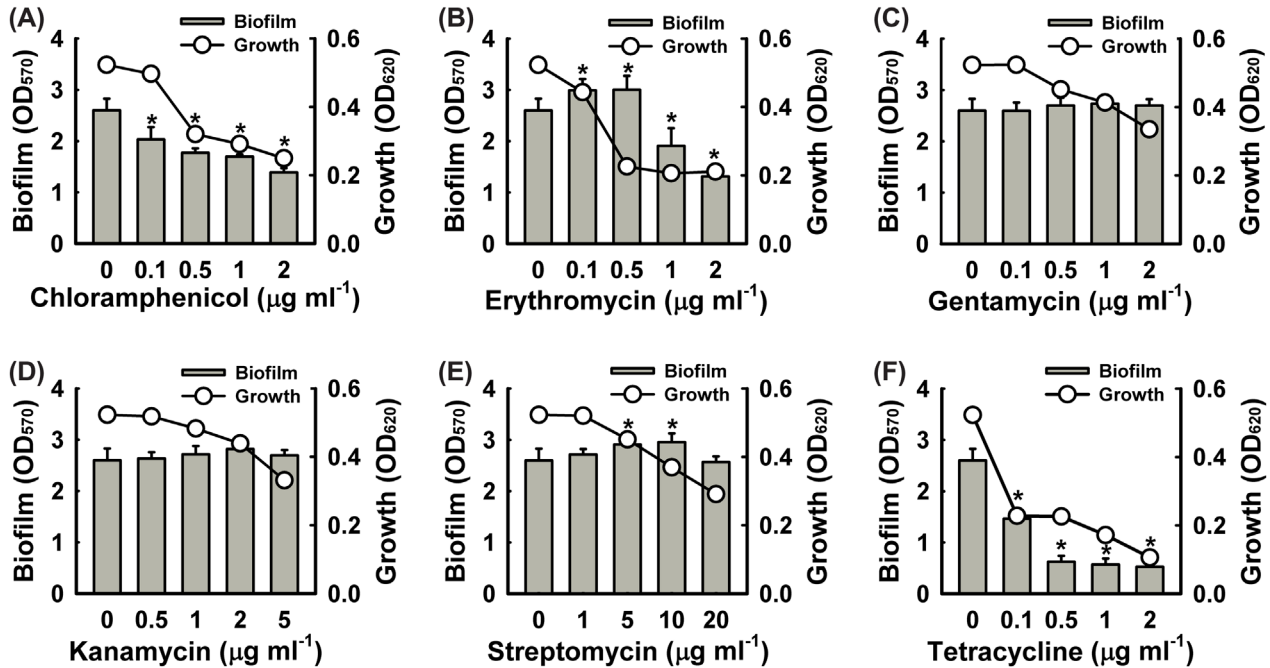 (A)
Biofilm
Growth
Biofilm (OD570)
4
3
2
1
0
* * * *
0.6
0.4
0.2
0.0
Growth (OD620)
0 0.1 0.5 1 2
Chloramphenicol (μg ml-1)
(B)
Biofilm
Growth
Biofilm (OD570)
4
3
2
1
0
* * * *
0.6
0.4
0.2
0.0
Growth (OD620)
0 0.1 0.5 1 2
Erythromycin (μg ml-1)
(C)
Biofilm
Growth
Biofilm (OD570)
4
3
2
1
0
0.6
0.4
0.2
0.0
Growth (OD620)
0 0.1 0.5 1 2
Gentamycin (μg ml-1)
(D)
Biofilm
Growth
Biofilm (OD570)
4
3
2
1
0
0.6
0.4
0.2
0.0
Growth (OD620)
0 0.5 1 2 5
Kanamycin (μg ml-1)
(E)
Biofilm
Growth
Biofilm (OD570)
4
3
2
1
0
* *
0.6
0.4
0.2
0.0
Growth (OD620)
0 1 5 10 20
Streptomycin (μg ml-1)
(F)
Biofilm
Growth
Biofilm (OD570)
4
3
2
1
0
* * * *
0.6
0.4
0.2
0.0
Growth (OD620)
0 0.1 0.5 1 2
Tetracycline (μg ml-1)